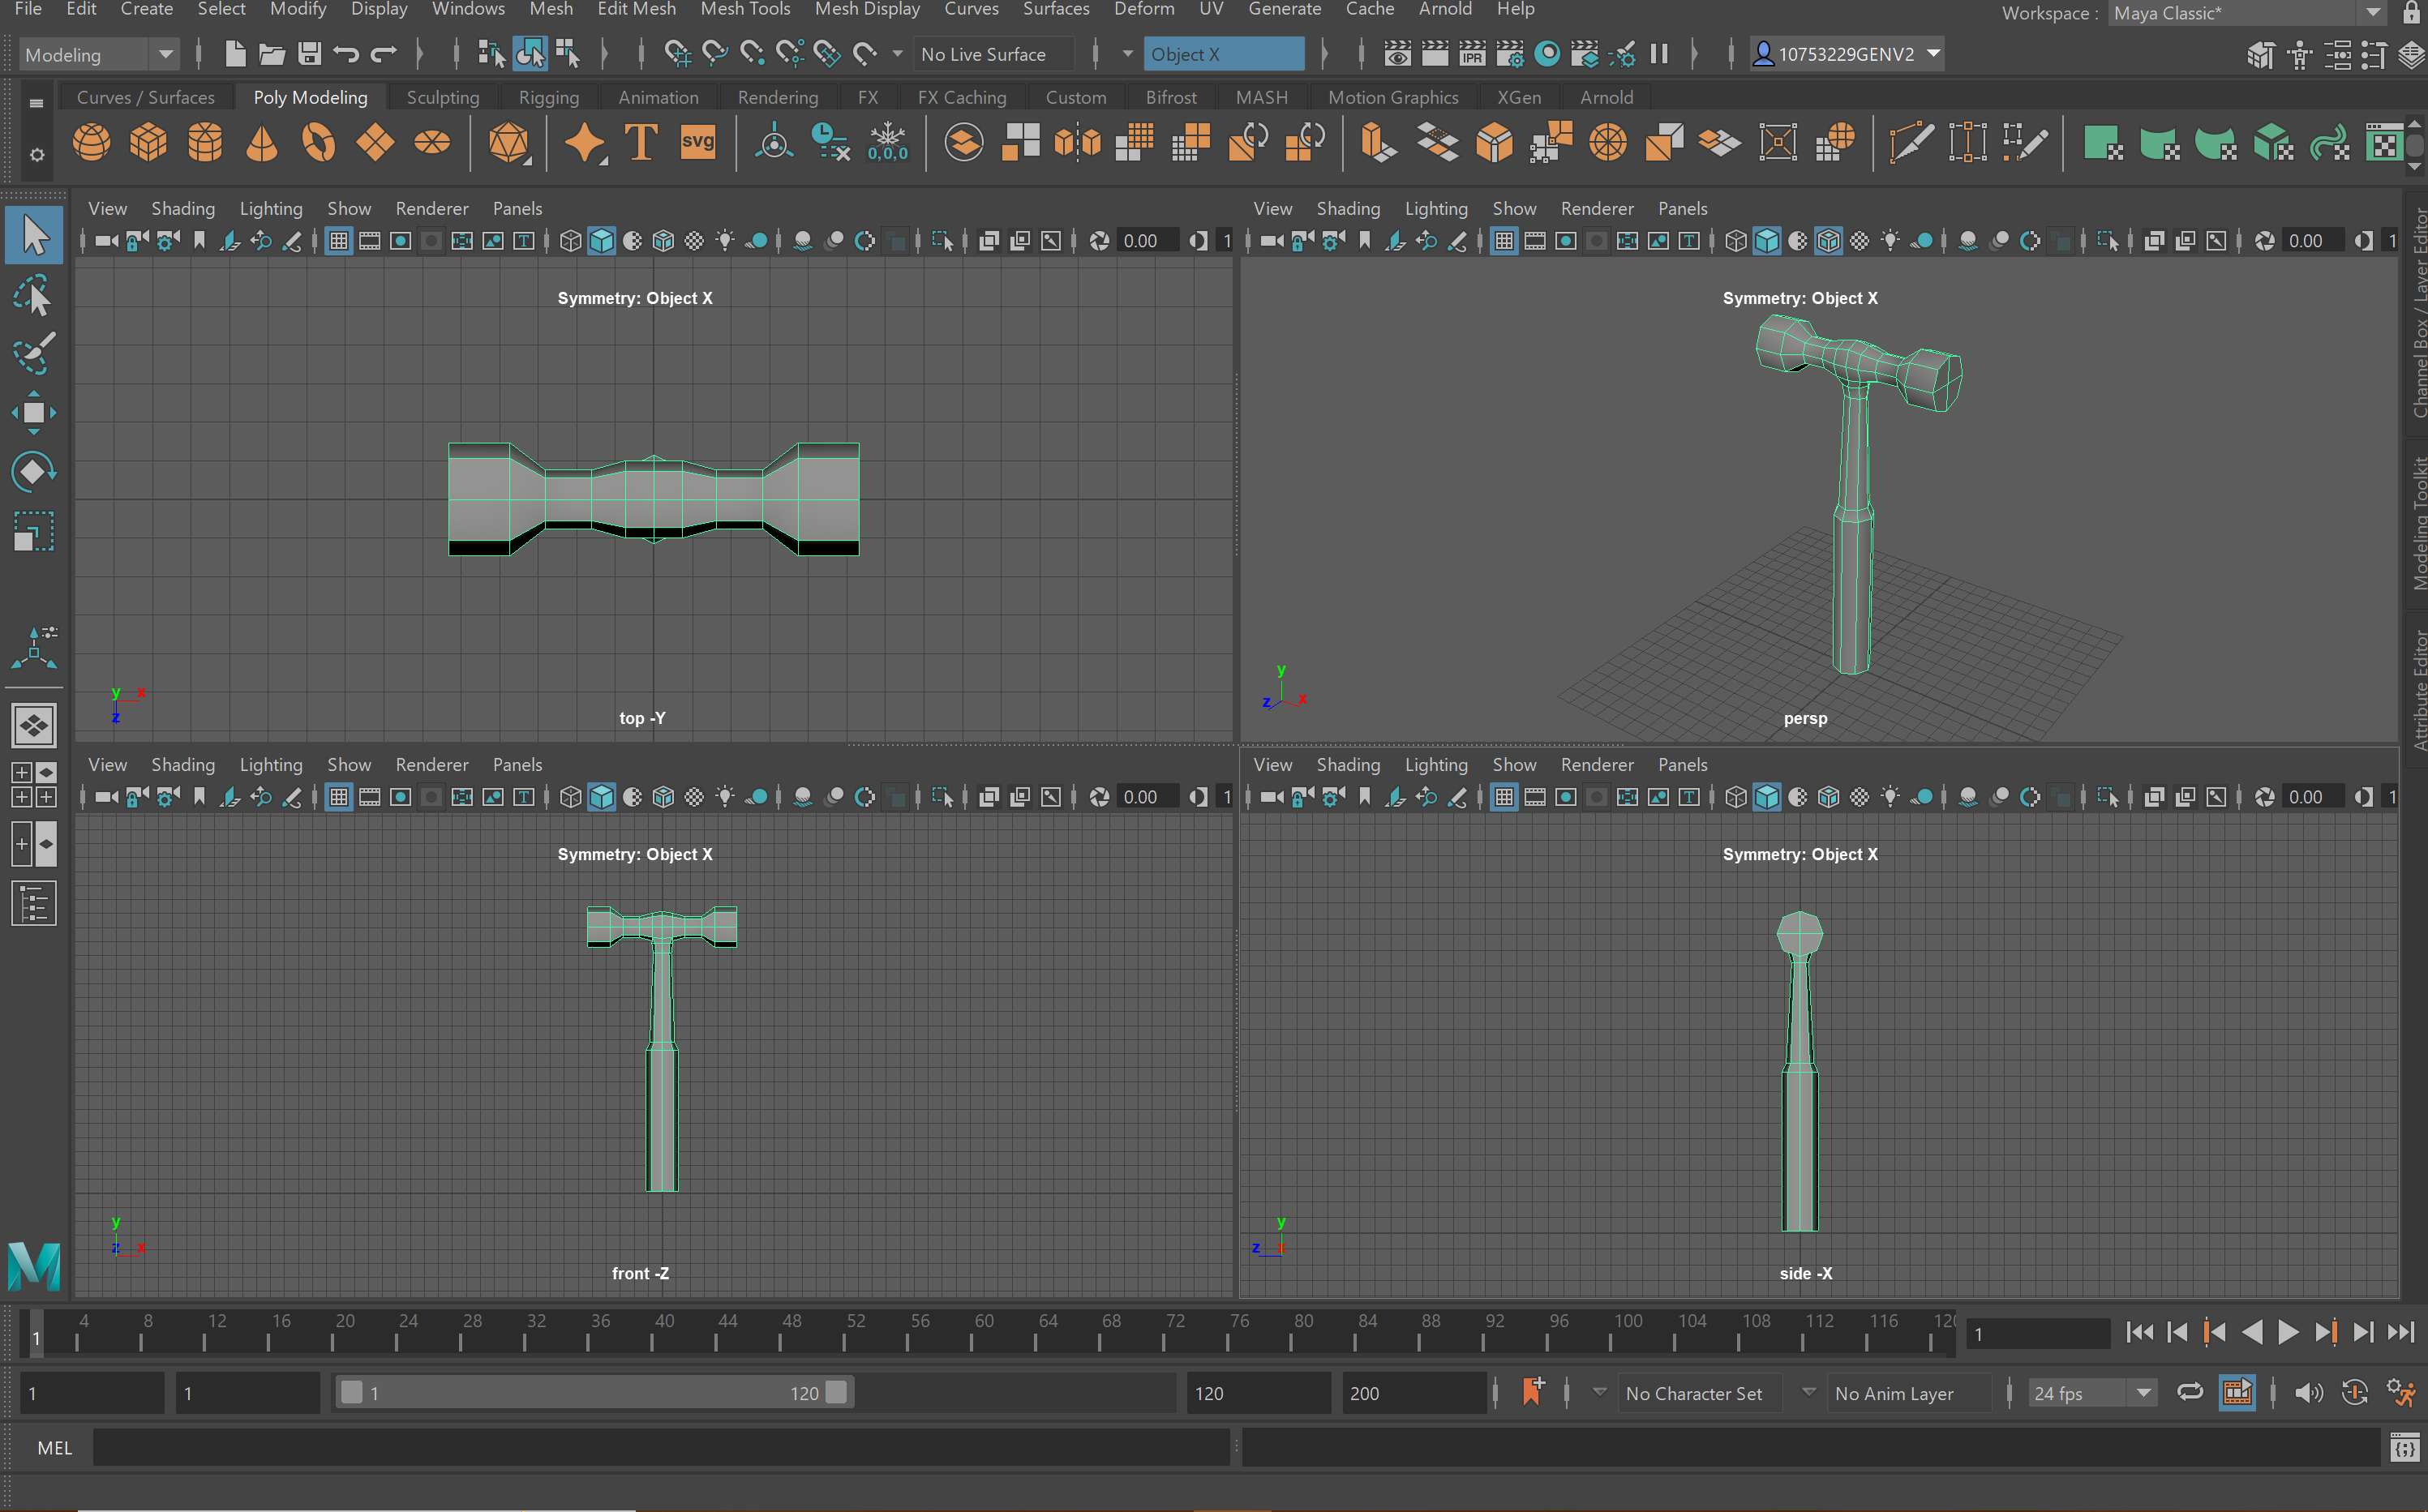 File Edit Create Select Modify Display Windows Mesh Edit Mesh Mesh Tools Mesh Display Curves Surfaces Deform UV Generate Cache Arnold Help Workspace : Maya Classic*
Modeling No Live Surface Object X IPR 10753229GENV2
Curves / Surfaces Poly Modeling Sculpting Rigging Animation Rendering FX FX Caching Custom Bifrost MASH Motion Graphics XGen Arnold
T svg 0,0,0
View Shading Lighting Show Renderer Panels
T 0.00 1
Symmetry: Object X
y x
z
top -Y
View Shading Lighting Show Renderer Panels
T 0.00 1
Symmetry: Object X
y
z x
persp
View Shading Lighting Show Renderer Panels
T 0.00 1
Symmetry: Object X
y
z x
front -Z
View Shading Lighting Show Renderer Panels
T 0.00 1
Symmetry: Object X
y
z x
side -X
Channel Box / Layer Editor
Modeling Toolkit
Attribute Editor
M
1 4 8 12 16 20 24 28 32 36 40 44 48 52 56 60 64 68 72 76 80 84 88 92 96 100 104 108 112 116 120 1
1 1 1 120 120 200 No Character Set No Anim Layer 24 fps
MEL